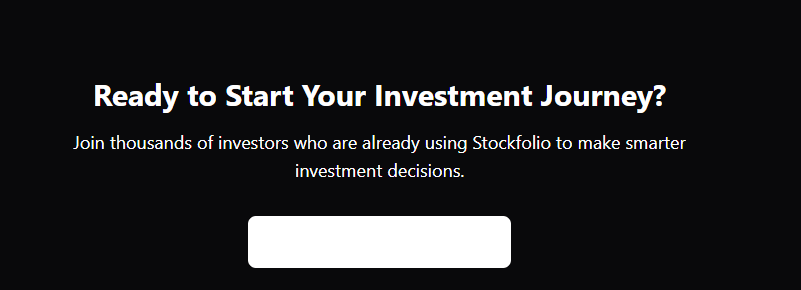 Ready to Start Your Investment Journey?
Join thousands of investors who are already using Stockfolio to make smarter
investment decisions.